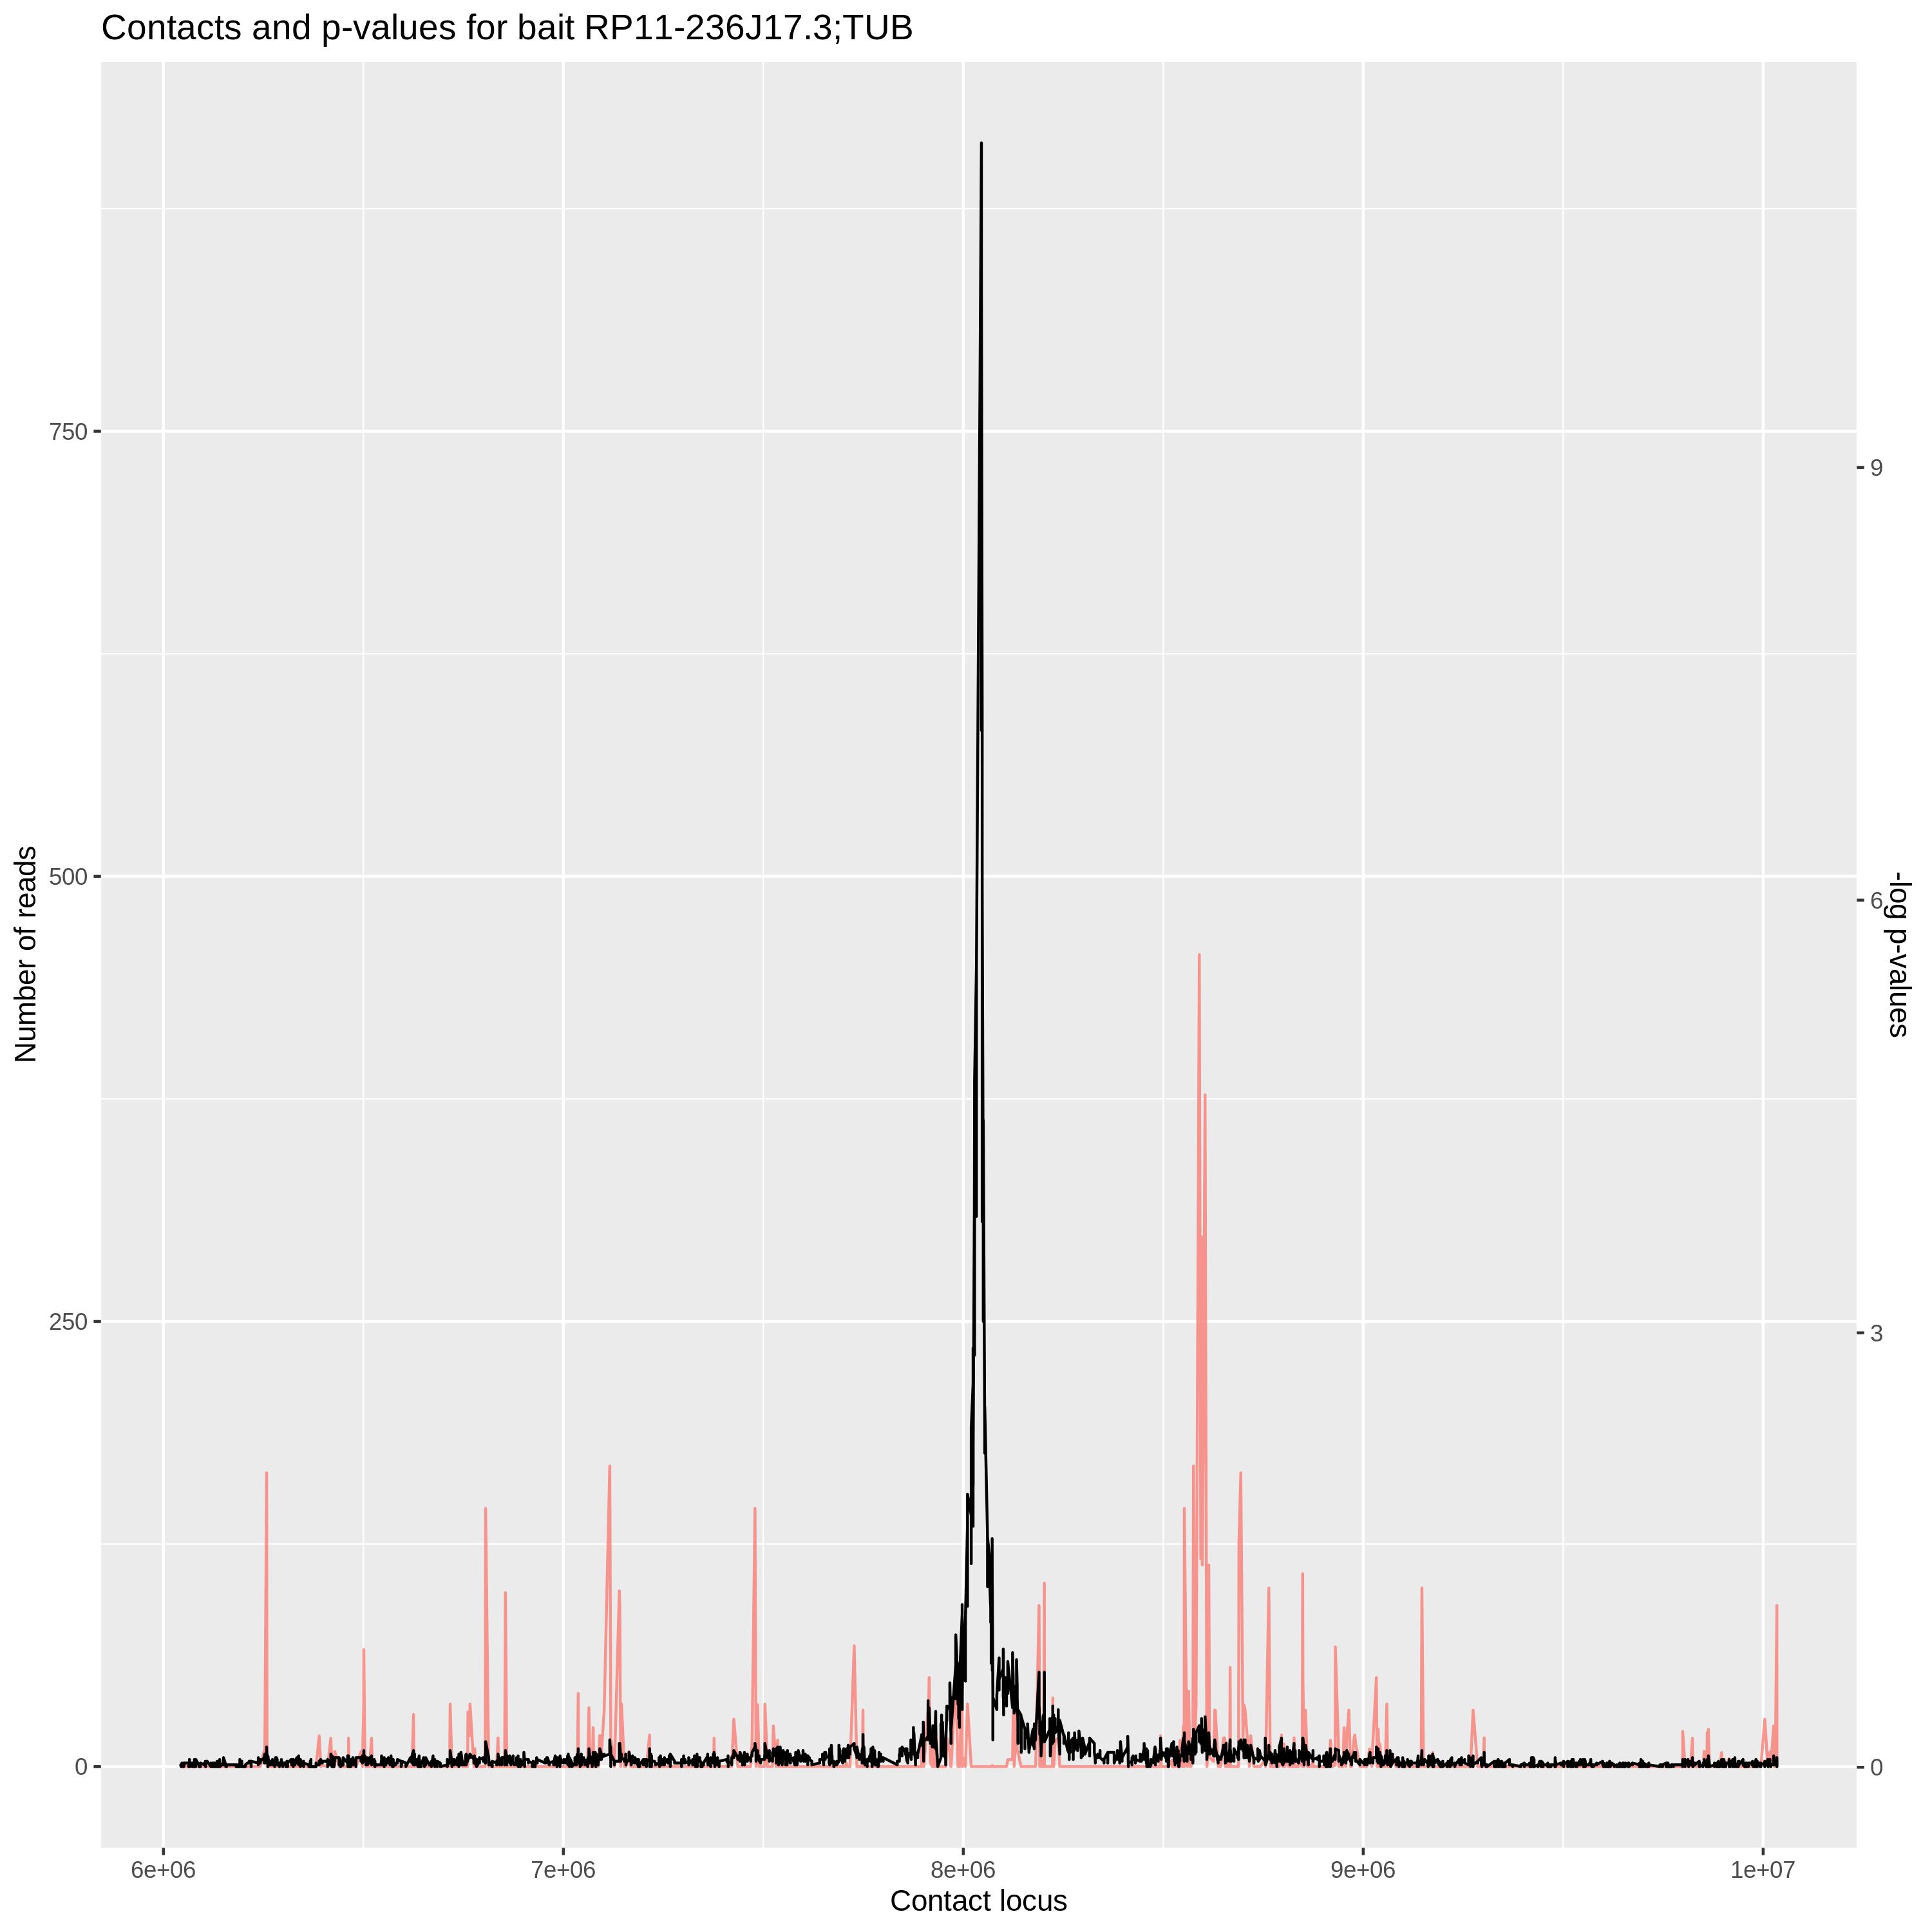 Contacts and p-values for bait RP11-236J17.3;TUB
Number of reads
750
500
250
0
9
6
3
0
-log p-values
6e+06
7e+06
8e+06
9e+06
1e+07
Contact locus